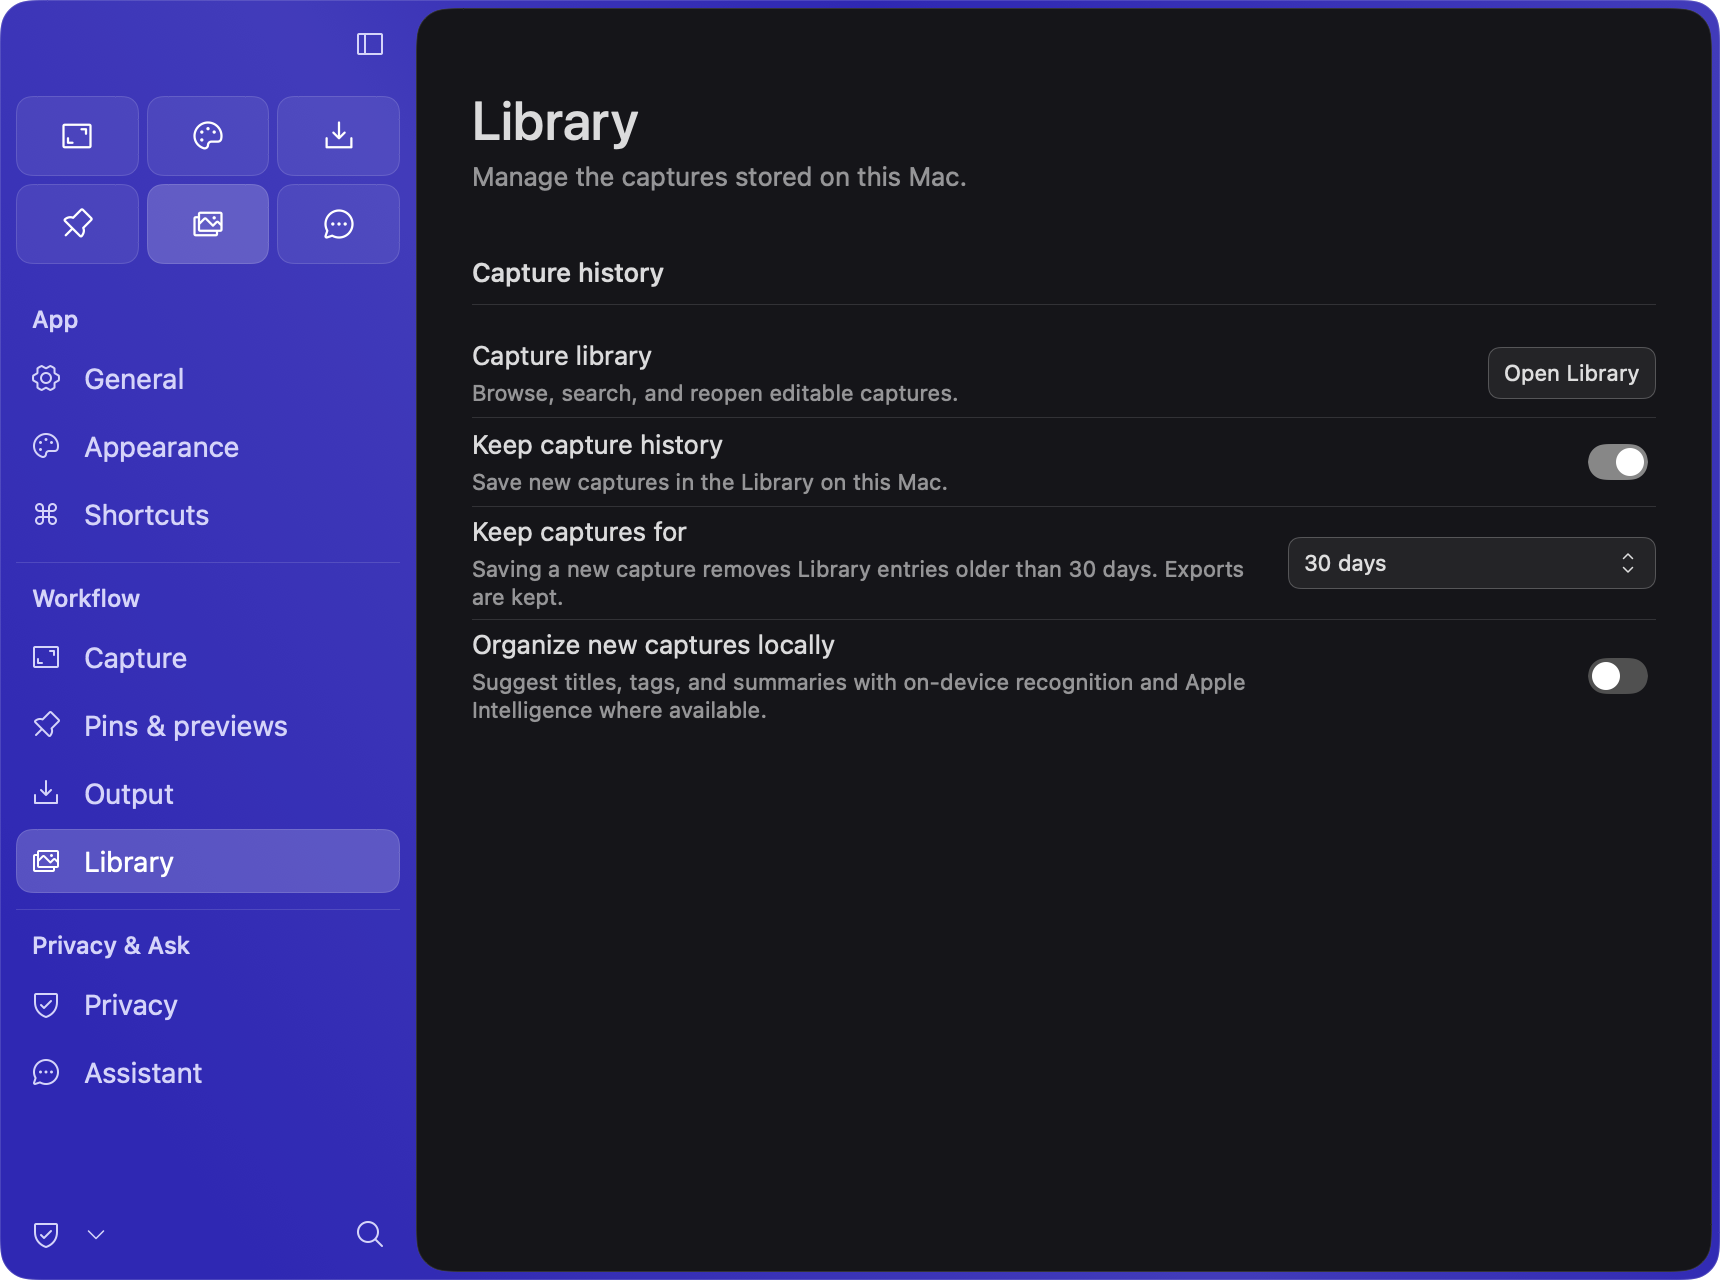 App
General
Appearance
Shortcuts
Workflow
Capture
Pins & previews
Output
Library
Privacy & Ask
Privacy
Assistant
Library
Manage the captures stored on this Mac.
Capture history
Capture library
Browse, search, and reopen editable captures.
Open Library
Keep capture history
Save new captures in the Library on this Mac.
Keep captures for
Saving a new capture removes Library entries older than 30 days. Exports
are kept.
30 days
Organize new captures locally
Suggest titles, tags, and summaries with on-device recognition and Apple
Intelligence where available.